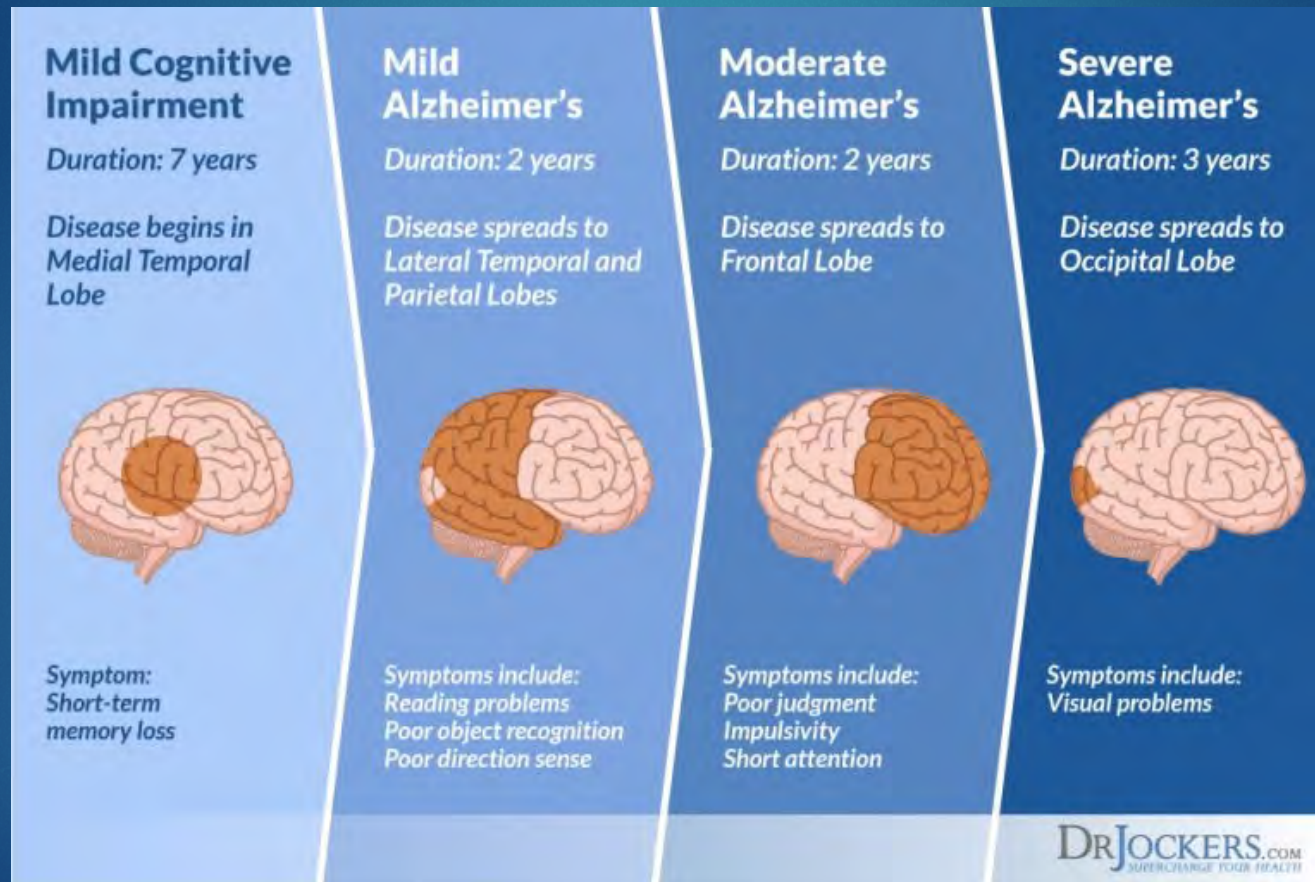 Mild Cognitive
Impairment
Duration: 7 years
Disease begins in
Medial Temporal
Lobe
Symptom:
Short-term
memory loss
Mild
Alzheimer's
Duration: 2 years
Disease spreads to
Lateral Temporal and
Parietal Lobes
Symptoms include:
Reading problems
Poor object recognition
Poor direction sense
Moderate
Alzheimer's
Duration: 2 years
Disease spreads to
Frontal Lobe
Symptoms include:
Poor judgment
Impulsivity
Short attention
Severe
Alzheimer's
Duration: 3 years
Disease spreads to
Occipital Lobe
Symptoms include:
Visual problems
DRJOCKERS.COM
SUPERCHARGE YOUR HEALTH